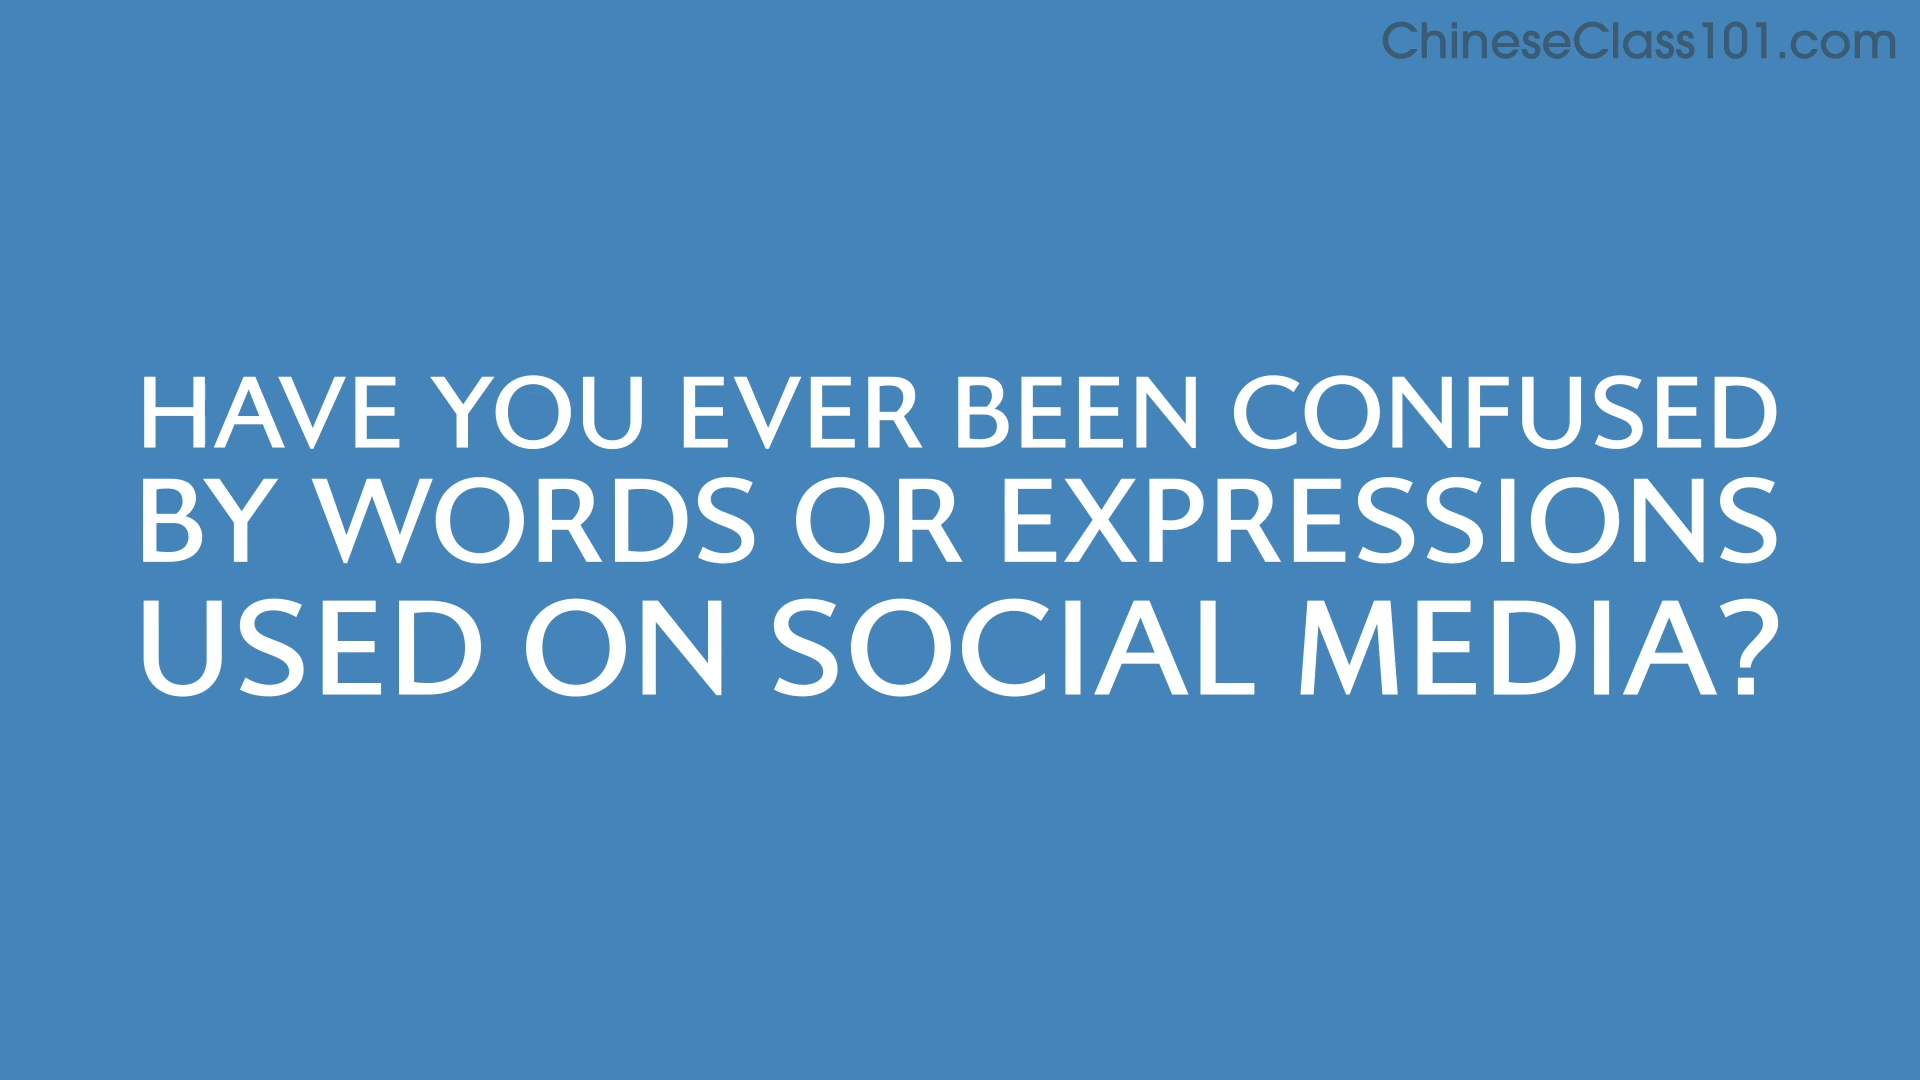 ChineseClass101.com
HAVE YOU EVER BEEN CONFUSED
BY WORDS OR EXPRESSIONS
USED ON SOCIAL MEDIA?